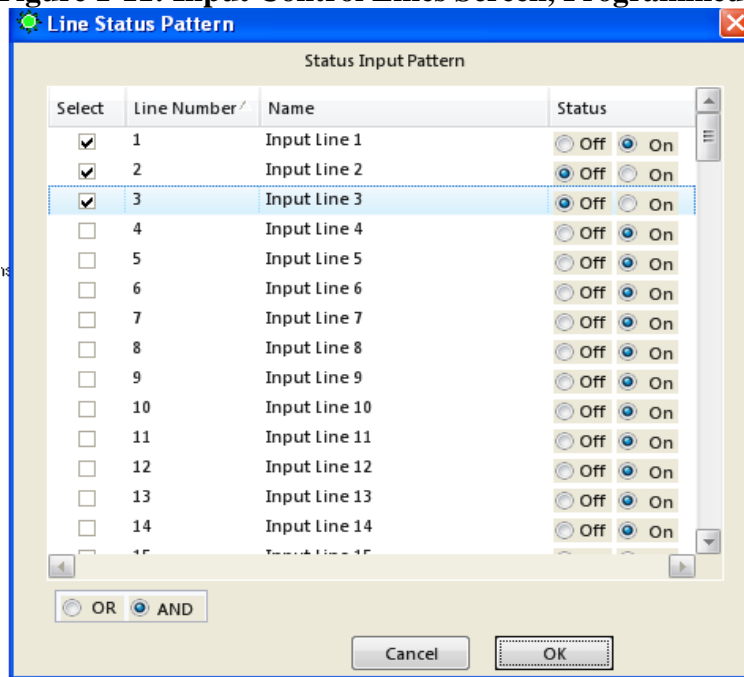 Line Status Pattern
Status Input Pattern
Select Line Number Name Status
1 Input Line 1 Off On
2 Input Line 2 Off On
3 Input Line 3 Off On
4 Input Line 4 Off On
5 Input Line 5 Off On
6 Input Line 6 Off On
7 Input Line 7 Off On
8 Input Line 8 Off On
9 Input Line 9 Off On
10 Input Line 10 Off On
11 Input Line 11 Off On
12 Input Line 12 Off On
13 Input Line 13 Off On
14 Input Line 14 Off On
OR AND
Cancel OK